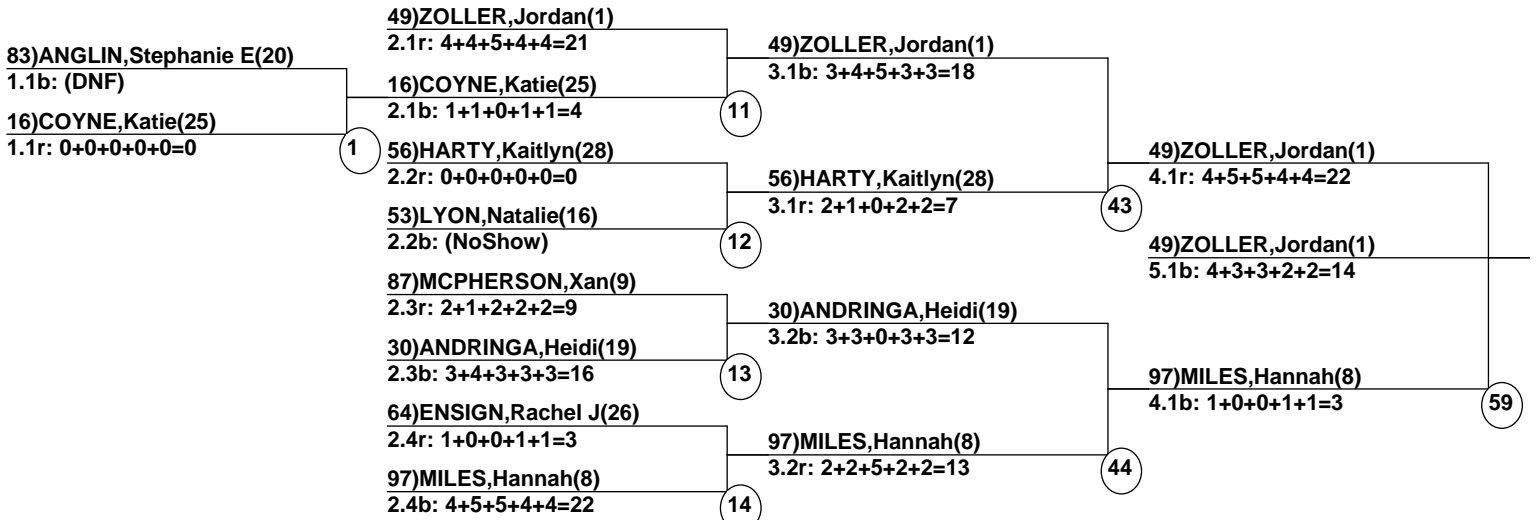 83)ANGLIN,Stephanie E(20)
1.1b: (DNF)
16)COYNE,Katie(25)
1.1r: 0+0+0+0+0=0
1
49)ZOLLER,Jordan(1)
2.1r: 4+4+5+4+4=21
16)COYNE,Katie(25)
2.1b: 1+1+0+1+1=4
11
56)HARTY,Kaitlyn(28)
2.2r: 0+0+0+0+0=0
53)LYON,Natalie(16)
2.2b: (NoShow)
12
87)MCPHERSON,Xan(9)
2.3r: 2+1+2+2+2=9
30)ANDRINGA,Heidi(19)
2.3b: 3+4+3+3+3=16
13
64)ENSIGN,Rachel J(26)
2.4r: 1+0+0+1+1=3
97)MILES,Hannah(8)
2.4b: 4+5+5+4+4=22
14
49)ZOLLER,Jordan(1)
3.1b: 3+4+5+3+3=18
56)HARTY,Kaitlyn(28)
3.1r: 2+1+0+2+2=7
43
30)ANDRINGA,Heidi(19)
3.2b: 3+3+0+3+3=12
97)MILES,Hannah(8)
3.2r: 2+2+5+2+2=13
44
49)ZOLLER,Jordan(1)
4.1r: 4+5+5+4+4=22
49)ZOLLER,Jordan(1)
5.1b: 4+3+3+2+2=14
97)MILES,Hannah(8)
4.1b: 1+0+0+1+1=3
59